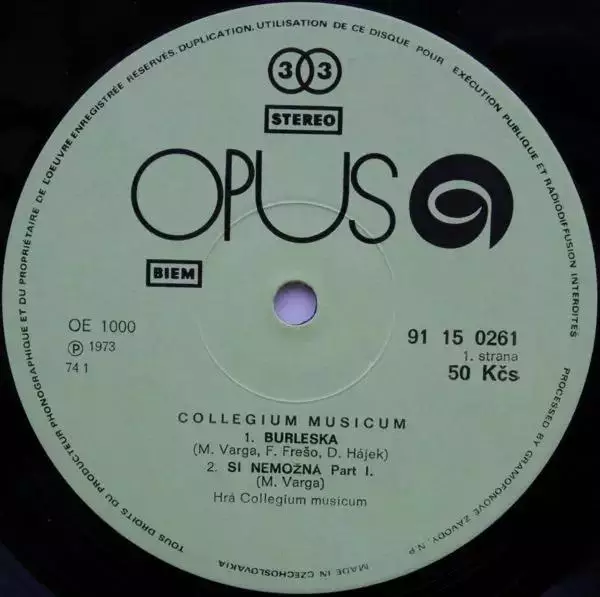 TOUS DROITS DU PRODUCTEUR PHONOGRAPHIQUE ET DU PROPRIÉTAIRE DE L'OEUVRE ENREGISTRÉE RÉSERVÉS. DUPLICATION, UTILISATION DE CE DISQUE POUR EXÉCUTION PUBLIQUE ET RADIÓDIFFUSION INTERDITES
33
STEREO
OPUS
BIEM
OE 1000
Ⓟ 1973
74 1
91 15 0261
1. strana
50 Kčs
COLLEGIUM MUSICUM
1. BURLESKA
(M. Varga, F. Frešo, D. Hájek)
2. SI NEMOŽNÁ Part I.
(M. Varga)
Hrá Collegium musicum
PROCESSED BY GRAMOFONOVÉ ZÁVODY, N.P.
MADE IN CZECHOSLOVAKIA